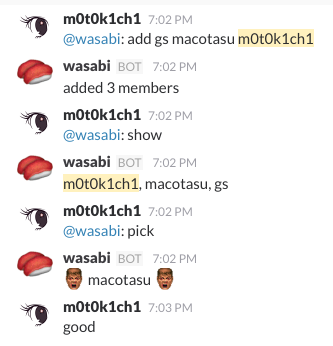 m0t0k1ch1 7:02 PM
@wasabi: add gs macotasu m0t0k1ch1
wasabi BOT 7:02 PM
added 3 members
m0t0k1ch1 7:02 PM
@wasabi: show
wasabi BOT 7:02 PM
m0t0k1ch1, macotasu, gs
m0t0k1ch1 7:02 PM
@wasabi: pick
wasabi BOT 7:02 PM
macotasu
m0t0k1ch1 7:03 PM
good